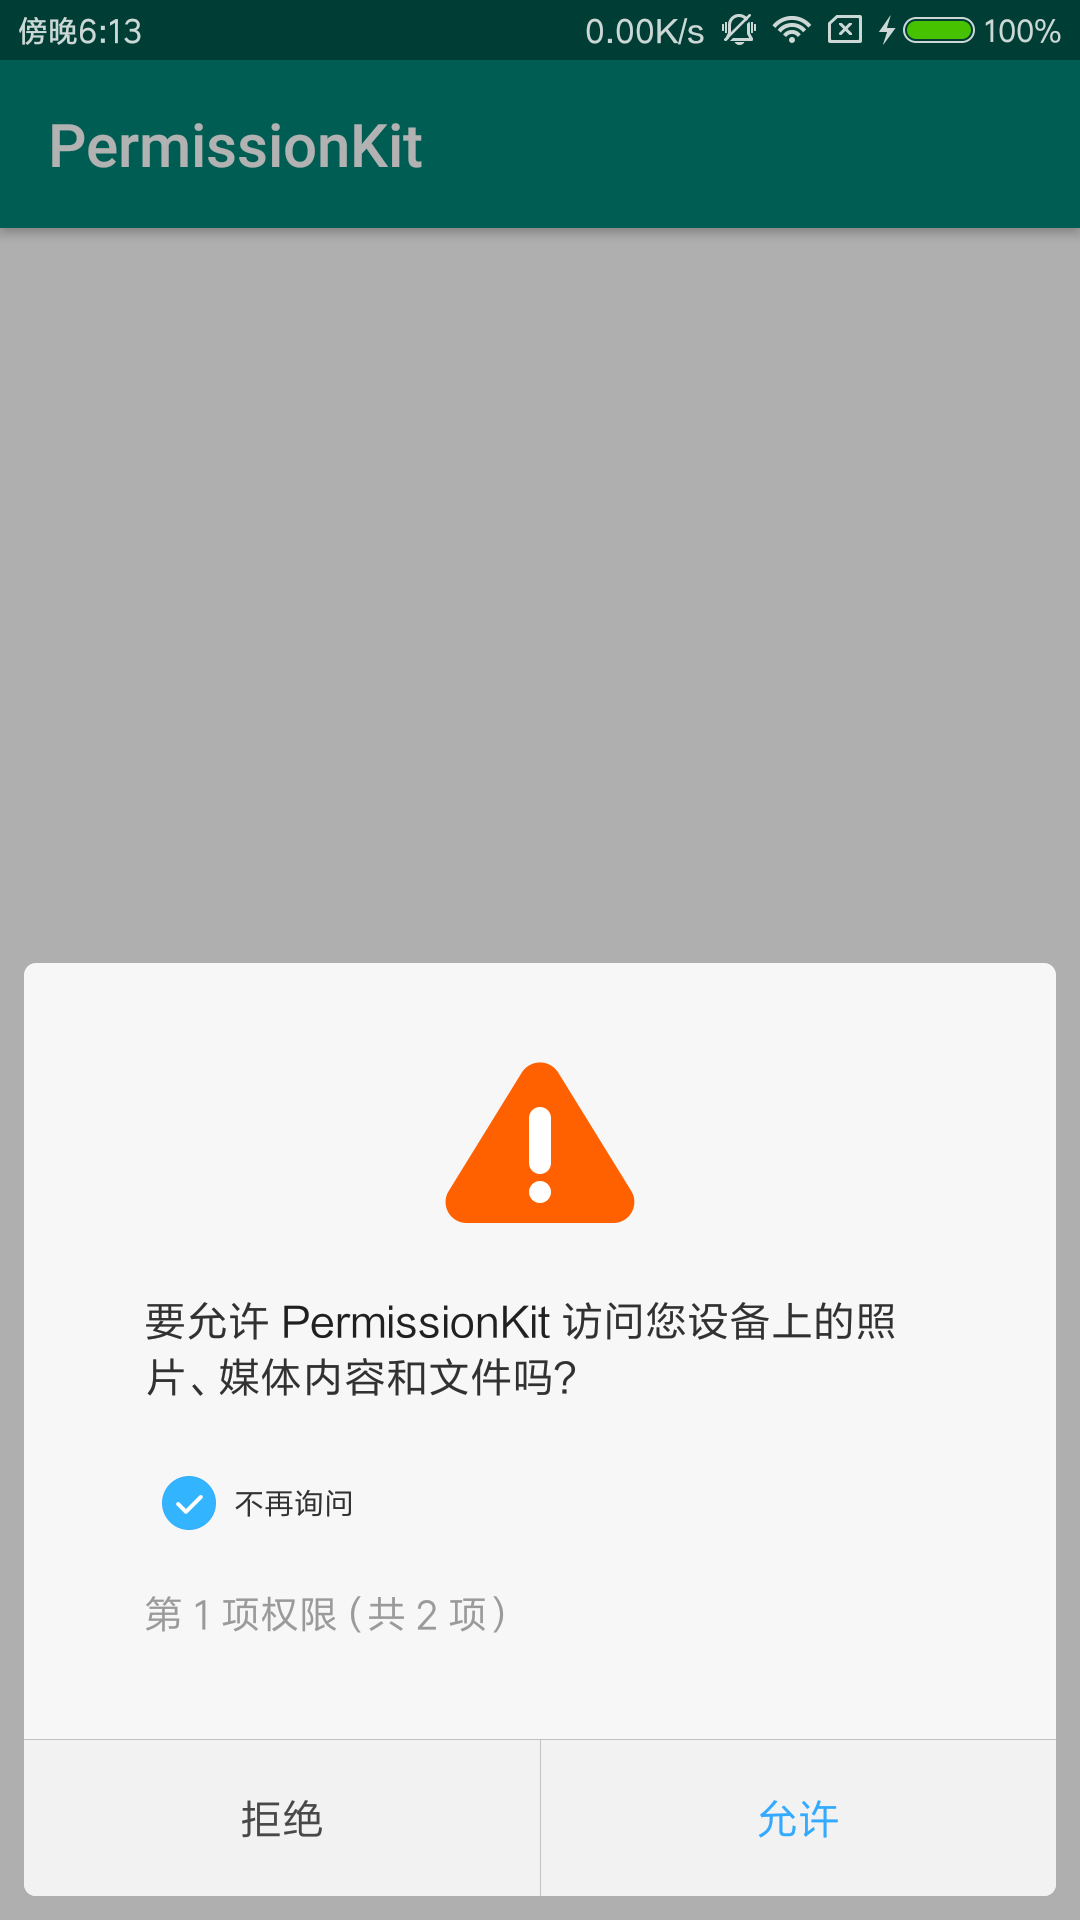 傍晚6:13 0.00K/s 100%
PermissionKit
要允许 PermissionKit 访问您设备上的照
片、媒体内容和文件吗?
不再询问
第 1 项权限 (共 2 项)
拒绝 允许